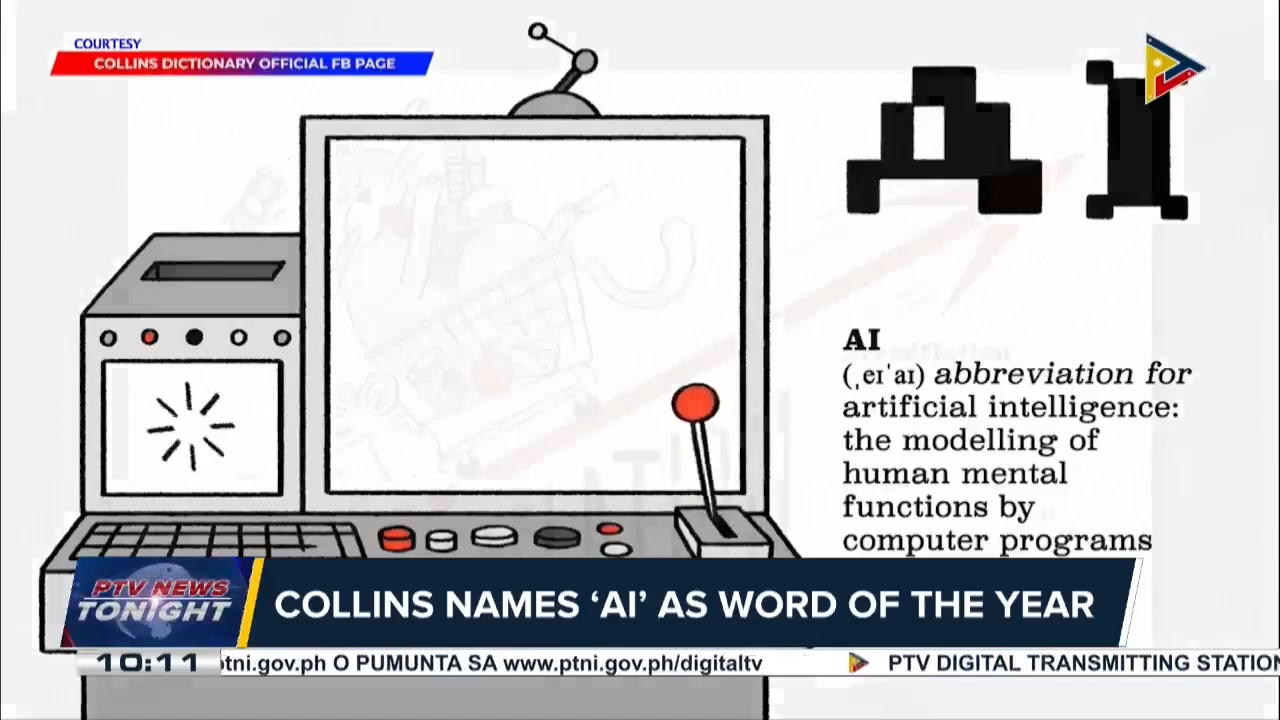 COURTESY
COLLINS DICTIONARY OFFICIAL FB PAGE
AI
AI
(ˌeɪˈaɪ) abbreviation for
artificial intelligence:
the modelling of
human mental
functions by
computer programs
PTV NEWS
TONIGHT
COLLINS NAMES ‘AI’ AS WORD OF THE YEAR
10:11
ptni.gov.ph O PUMUNTA SA www.ptni.gov.ph/digitaltv
PTV DIGITAL TRANSMITTING STATION